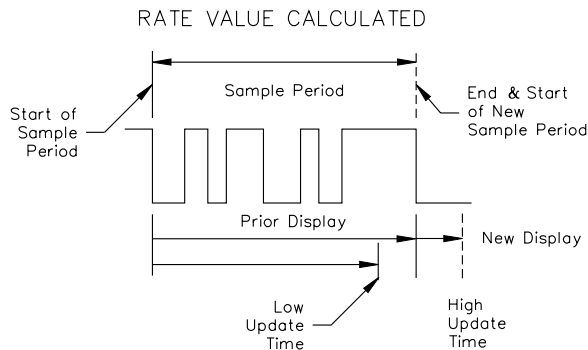 RATE VALUE CALCULATED
Sample Period
Start of
Sample
Period
End & Start
of New
Sample Period
Prior Display
New Display
Low
Update
Time
High
Update
Time